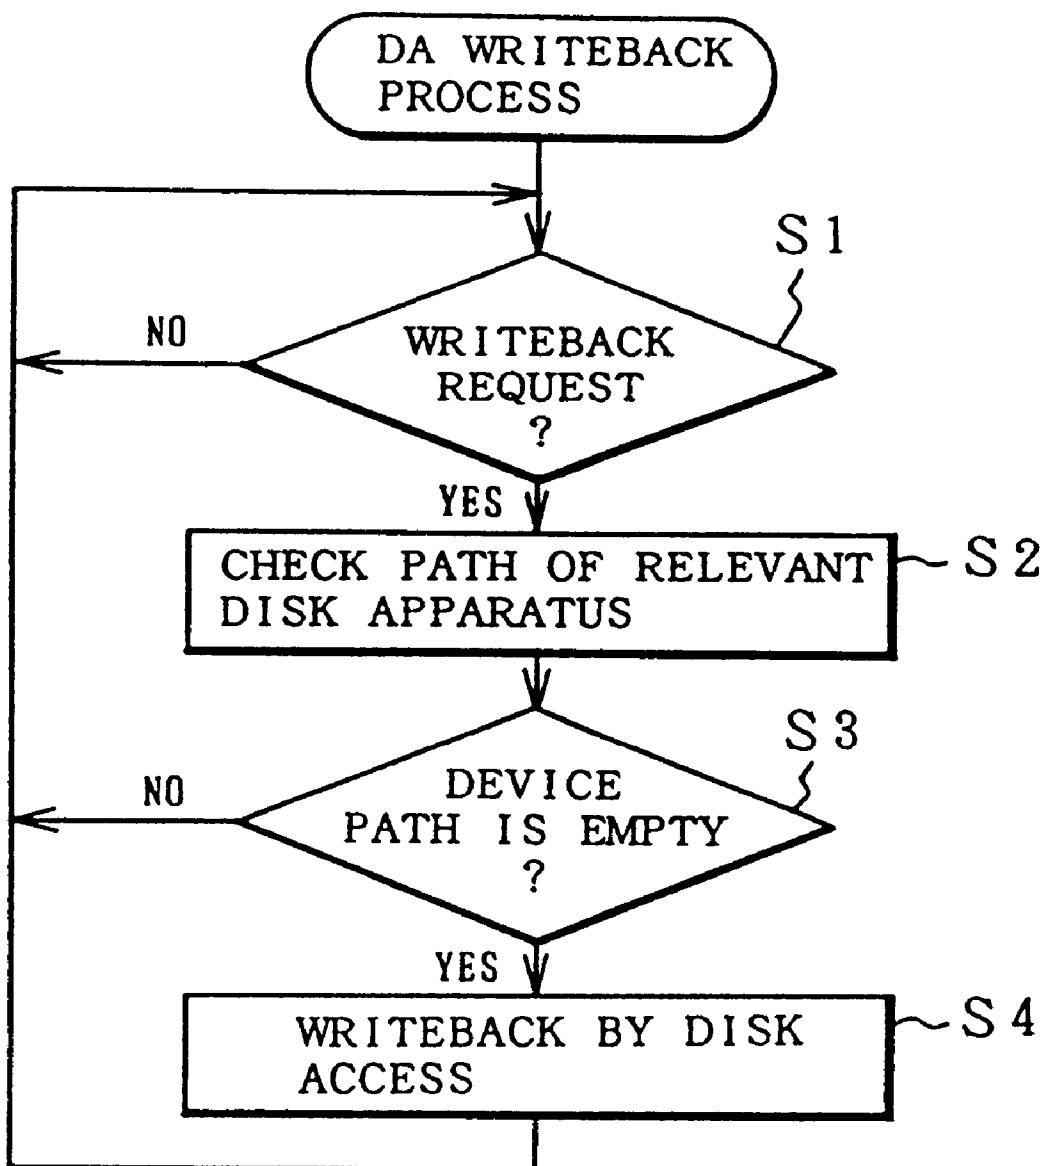 DA WRITEBACK
PROCESS
S1
NO
WRITEBACK
REQUEST
?
YES
CHECK PATH OF RELEVANT
DISK APPARATUS
S2
S3
NO
DEVICE
PATH IS EMPTY
?
YES
WRITEBACK BY DISK
ACCESS
S4